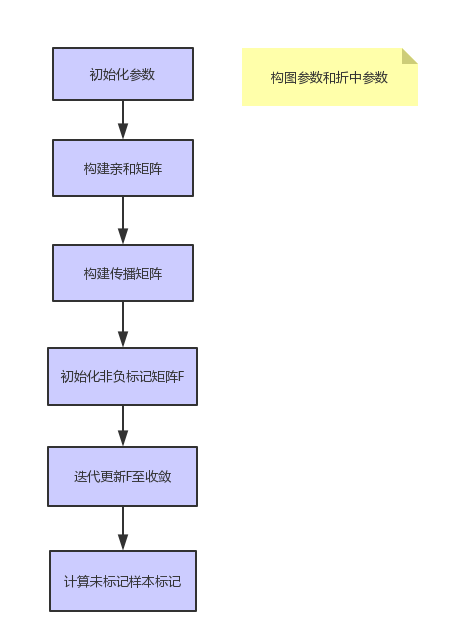 初始化参数
构图参数和折中参数
构建亲和矩阵
构建传播矩阵
初始化非负标记矩阵F
迭代更新F至收敛
计算未标记样本标记